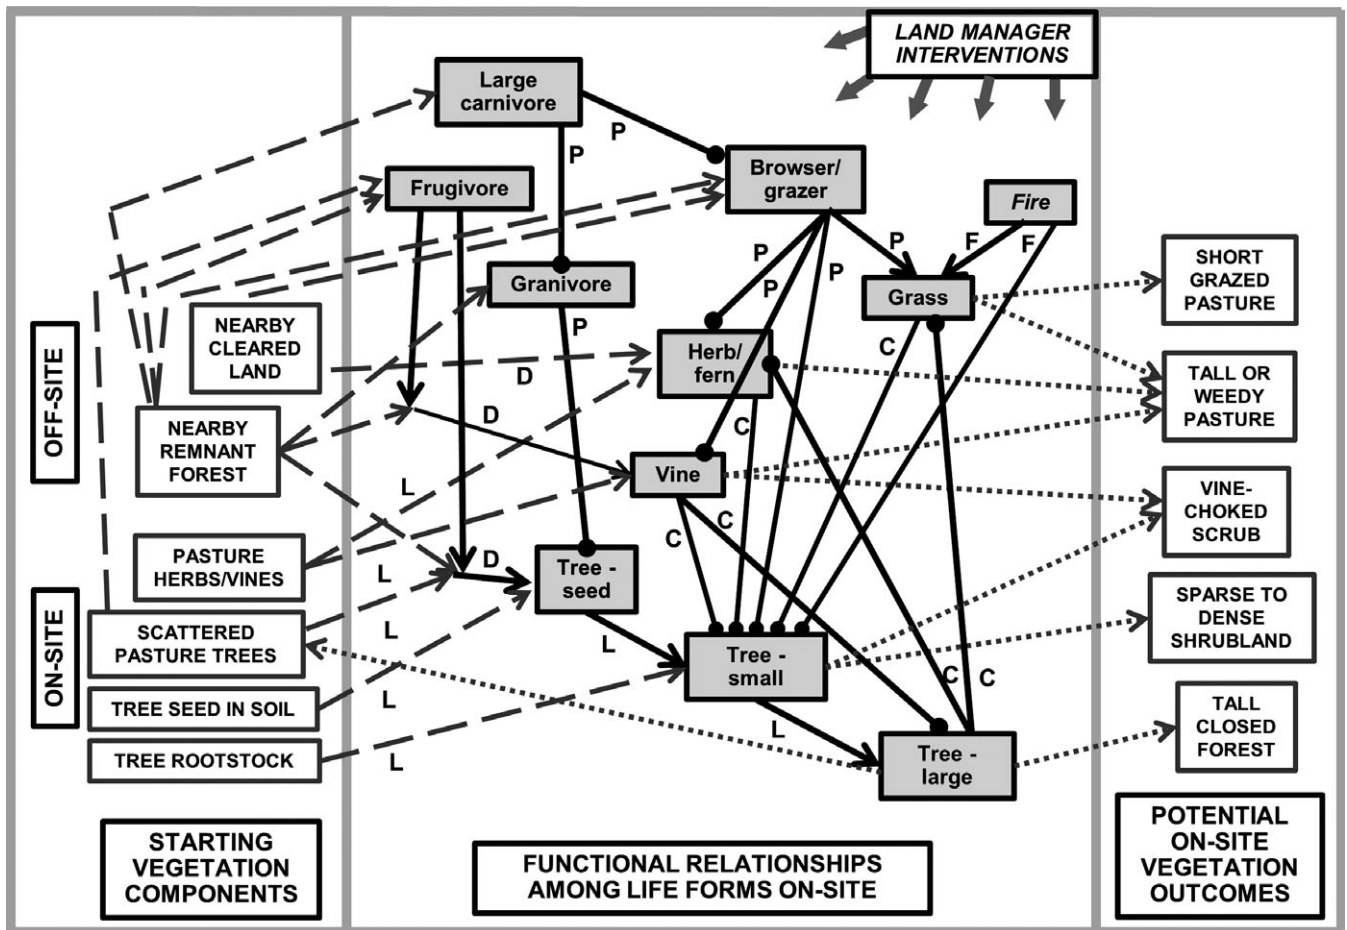 LAND MANAGER
INTERVENTIONS
Large
carnivore
P
P
Browser/
grazer
Frugivore
Fire
P
F
F
P
P
P
SHORT
GRAZED
PASTURE
Granivore
Grass
OFF-SITE
NEARBY
CLEARED
LAND
P
C
Herb/
fern
D
TALL OR
WEEDY
PASTURE
NEARBY
REMNANT
FOREST
D
C
Vine
L
VINE-
CHOKED
SCRUB
C
C
PASTURE
HERBS/VINES
L
D
Tree -
seed
ON-SITE
SCATTERED
PASTURE TREES
L
L
SPARSE TO
DENSE
SHRUBLAND
Tree -
small
C
C
TREE SEED IN SOIL
L
L
TALL
CLOSED
FOREST
TREE ROOTSTOCK
L
Tree -
large
STARTING
VEGETATION
COMPONENTS
FUNCTIONAL RELATIONSHIPS
AMONG LIFE FORMS ON-SITE
POTENTIAL
ON-SITE
VEGETATION
OUTCOMES